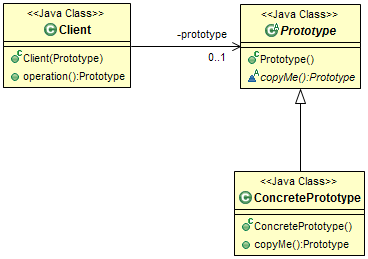 <<Java Class>>
Client
Client(Prototype)
operation():Prototype
-prototype
0..1
<<Java Class>>
Prototype
Prototype()
copyMe():Prototype
<<Java Class>>
ConcretePrototype
ConcretePrototype()
copyMe():Prototype